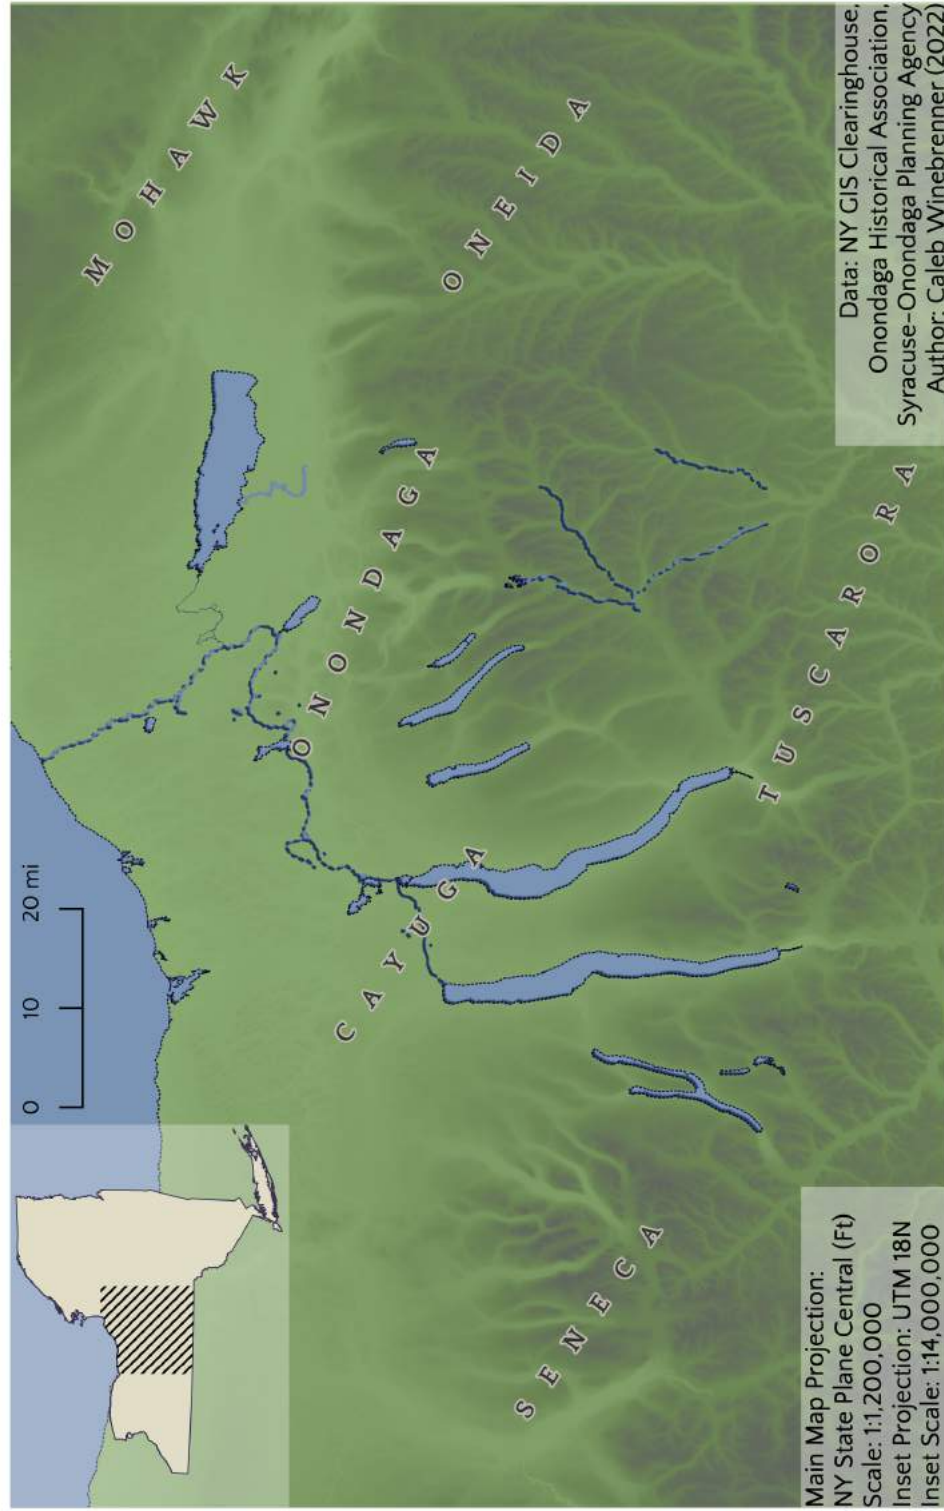 0 10 20 mi
MOHAWK
ONEIDA
ONONDAGA
CAYUGA
TUSCARORA
SENECA
Main Map Projection:
NY State Plane Central (Ft)
Scale: 1:1,200,000
Inset Projection: UTM 18N
Inset Scale: 1:14,000,000
Data: NY GIS Clearinghouse,
Onondaga Historical Association,
Syracuse-Onondaga Planning Agency
Author: Caleb Winebrenner (2022)